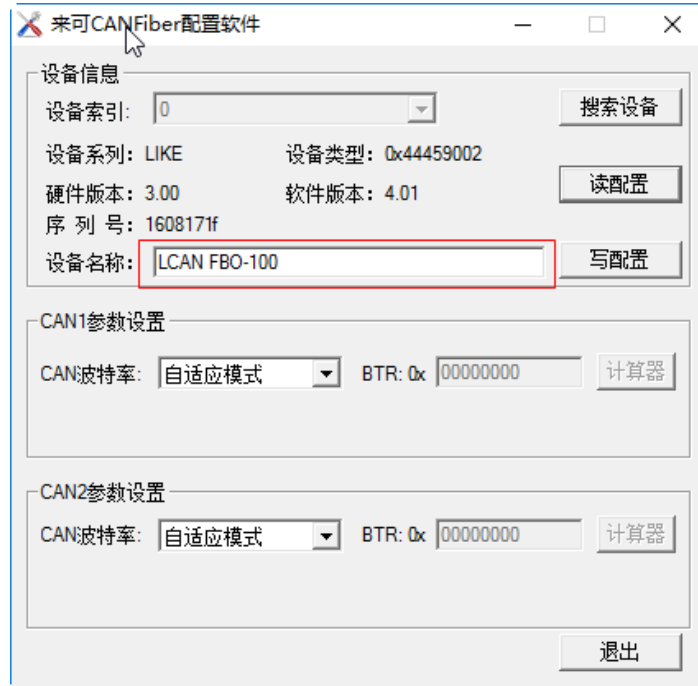 来可CANFiber配置软件
设备信息
设备索引: 0 搜索设备
设备系列: LIKE 设备类型: 0x44459002
读配置
硬件版本: 3.00 软件版本: 4.01
序 列 号: 1608171f
设备名称: LCAN FBO-100 写配置
CAN1参数设置
CAN波特率: 自适应模式 BTR: 0x 00000000 计算器
CAN2参数设置
CAN波特率: 自适应模式 BTR: 0x 00000000 计算器
退出